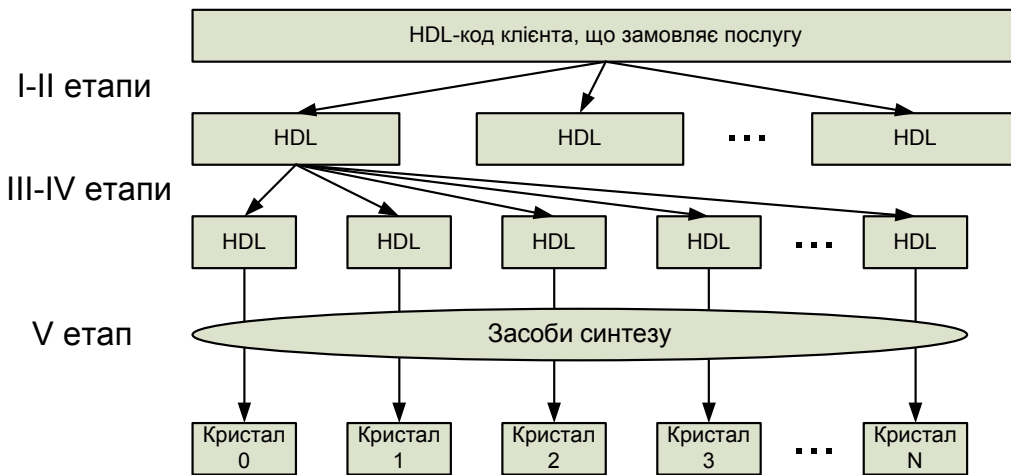 HDL-код клієнта, що замовляє послугу
I-II етапи
HDL
HDL
...
HDL
III-IV етапи
HDL
HDL
HDL
HDL
...
HDL
V етап
Засоби синтезу
Кристал
0
Кристал
1
Кристал
2
Кристал
3
...
Кристал
N